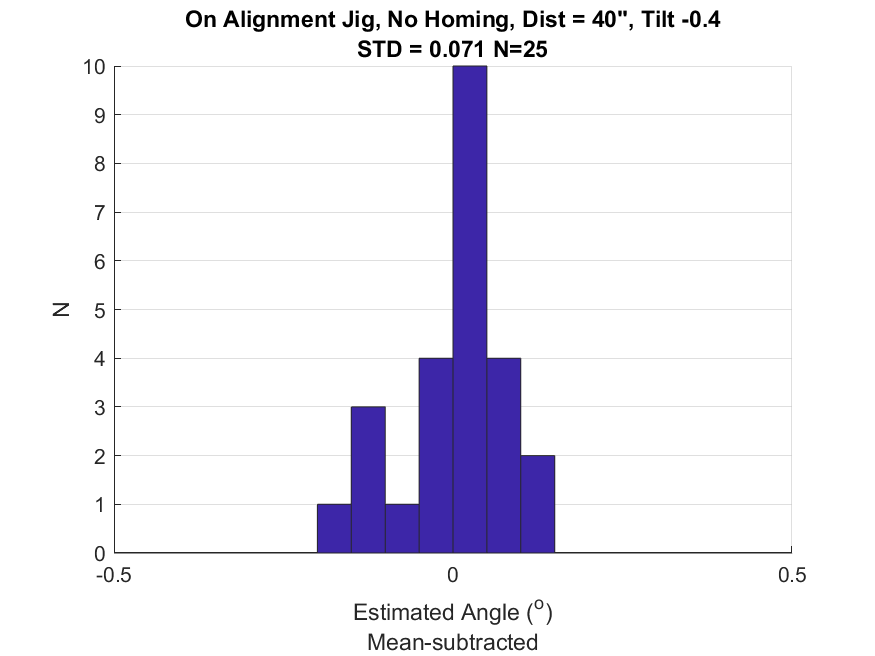 On Alignment Jig, No Homing, Dist = 40", Tilt -0.4
STD = 0.071 N=25
10
9
8
7
6
5
4
3
2
1
0
N
-0.5
0
0.5
Estimated Angle (o)
Mean-subtracted